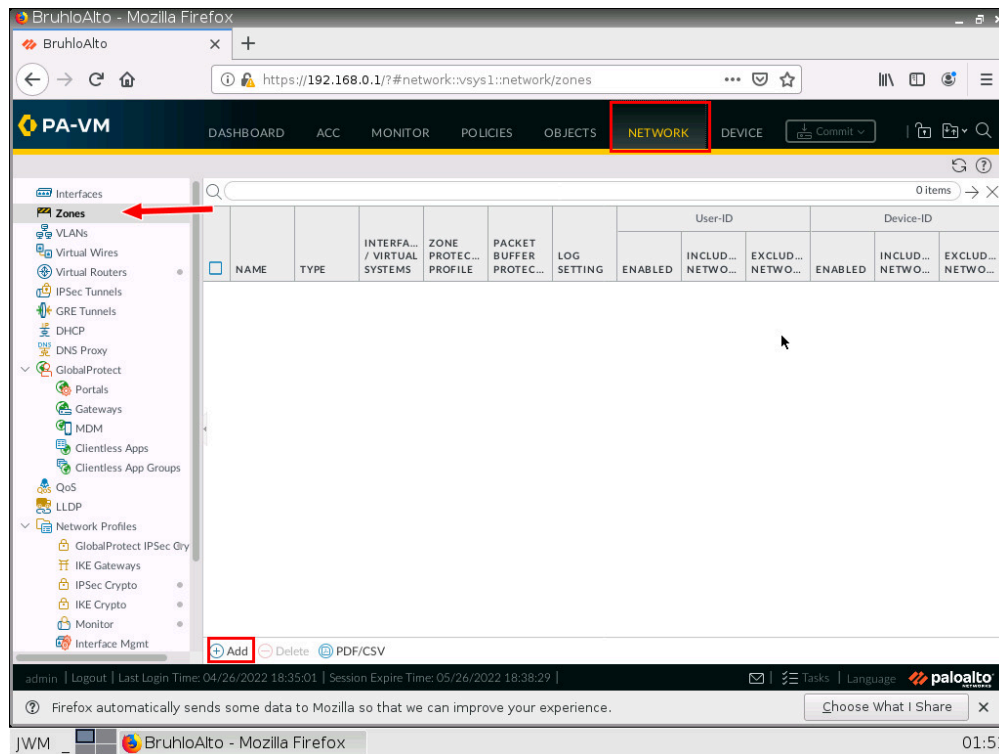 BruhloAlto - Mozilla Firefox
BruhloAlto
https://192.168.0.1/?#network::vsys1::network/zones
PA-VM
DASHBOARD ACC MONITOR POLICIES OBJECTS NETWORK DEVICE Commit
Interfaces
0 items
Zones
User-ID Device-ID
VLANs
Virtual Wires
Virtual Routers
NAME TYPE INTERFA... / VIRTUAL SYSTEMS ZONE PROTEC... PROFILE PACKET BUFFER PROTEC... LOG SETTING ENABLED INCLUD... NETWO... EXCLUD... NETWO... ENABLED INCLUD... NETWO... EXCLUD... NETWO...
IPSec Tunnels
GRE Tunnels
DHCP
DNS Proxy
GlobalProtect
Portals
Gateways
MDM
Clientless Apps
Clientless App Groups
QoS
LLDP
Network Profiles
GlobalProtect IPSec Cry
IKE Gateways
IPSec Crypto
IKE Crypto
Monitor
Interface Mgmt
Add Delete PDF/CSV
admin | Logout | Last Login Time: 04/26/2022 18:35:01 | Session Expire Time: 05/26/2022 18:38:29 | Tasks | Language paloalto NETWORKS
Firefox automatically sends some data to Mozilla so that we can improve your experience. Choose What I Share
JWM _ BruhloAlto - Mozilla Firefox